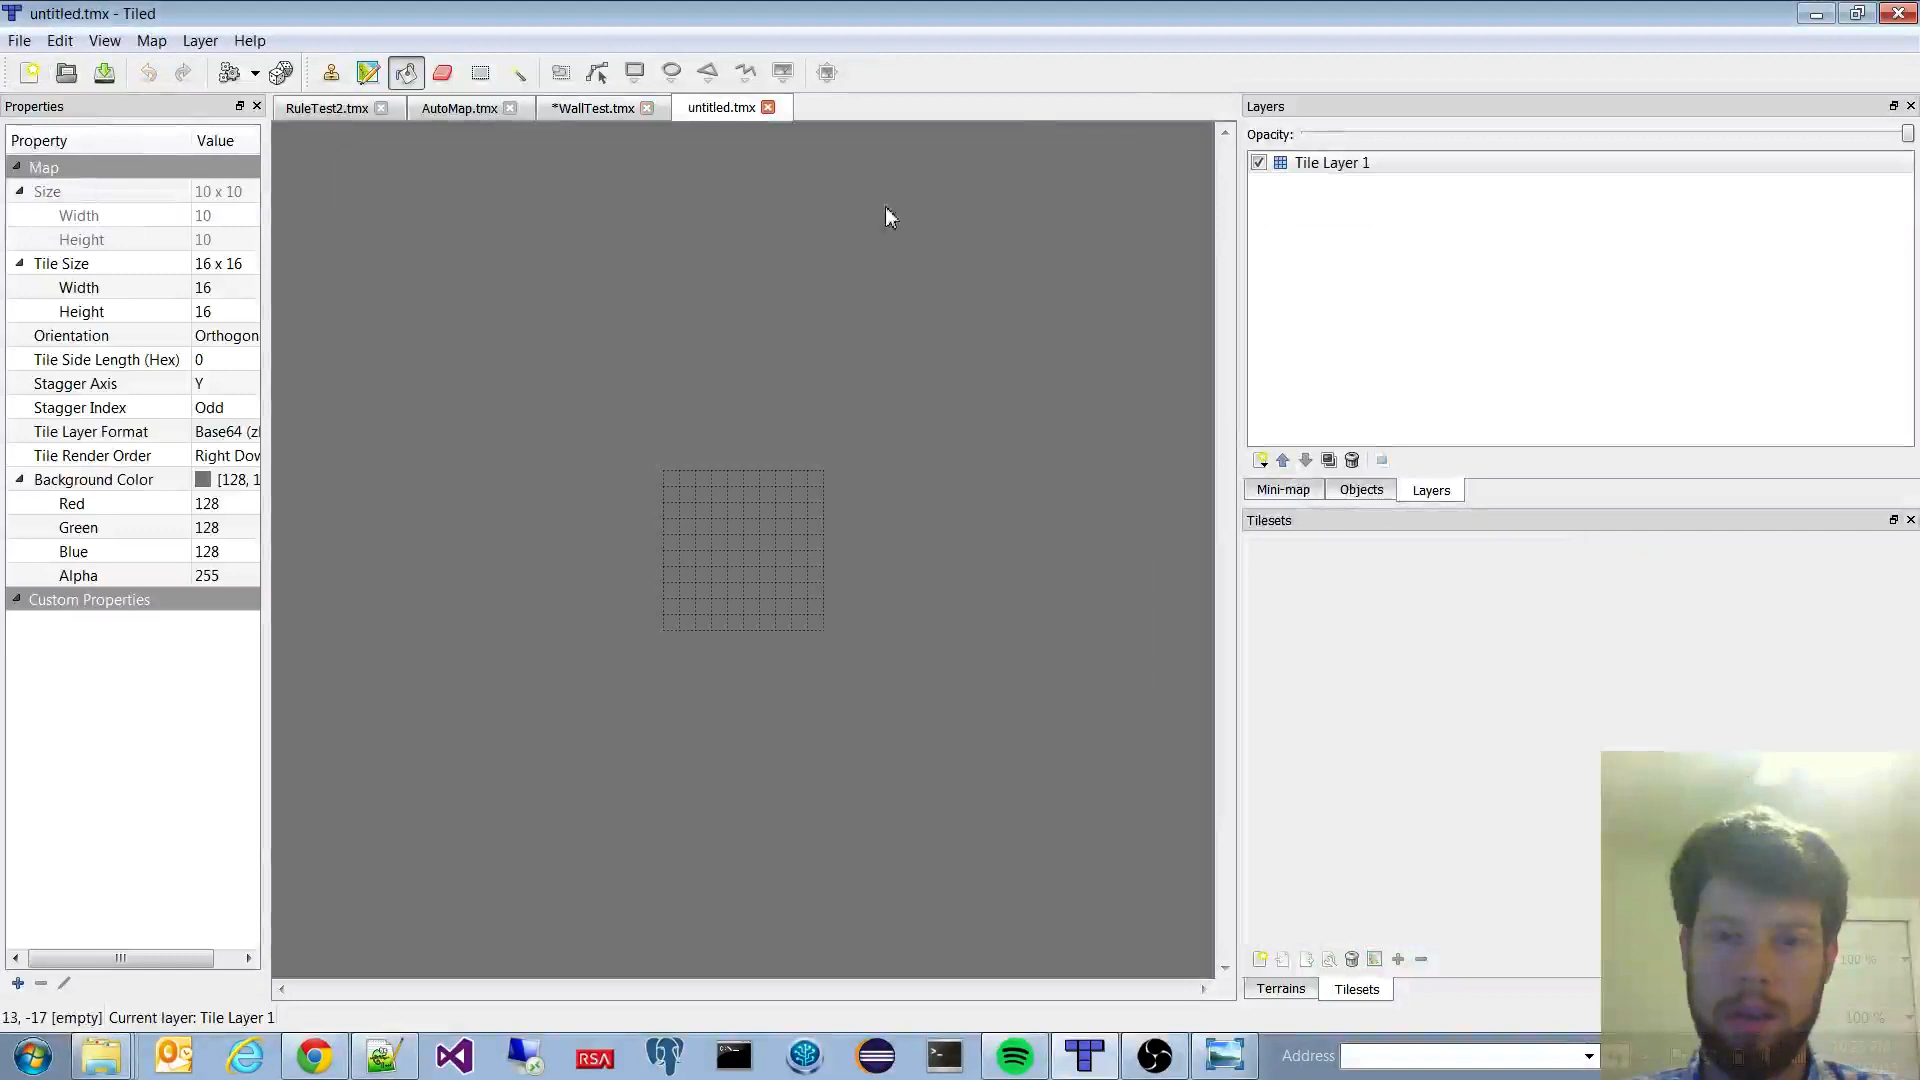 untitled.tmx - Tiled
File Edit View Map Layer Help
Properties
RuleTest2.tmx AutoMap.tmx *WallTest.tmx untitled.tmx
Layers
Property Value
Opacity:
Map
Tile Layer 1
Size 10 x 10
Width 10
Height 10
Tile Size 16 x 16
Width 16
Height 16
Orientation Orthogon
Tile Side Length (Hex) 0
Stagger Axis Y
Stagger Index Odd
Tile Layer Format Base64 (zl
Tile Render Order Right Dow
Background Color [128, 1
Red 128
Green 128
Blue 128
Alpha 255
Custom Properties
Mini-map Objects Layers
Tilesets
100 %
Terrains Tilesets
13, -17 [empty] Current layer: Tile Layer 1
100 %
RSA
Address